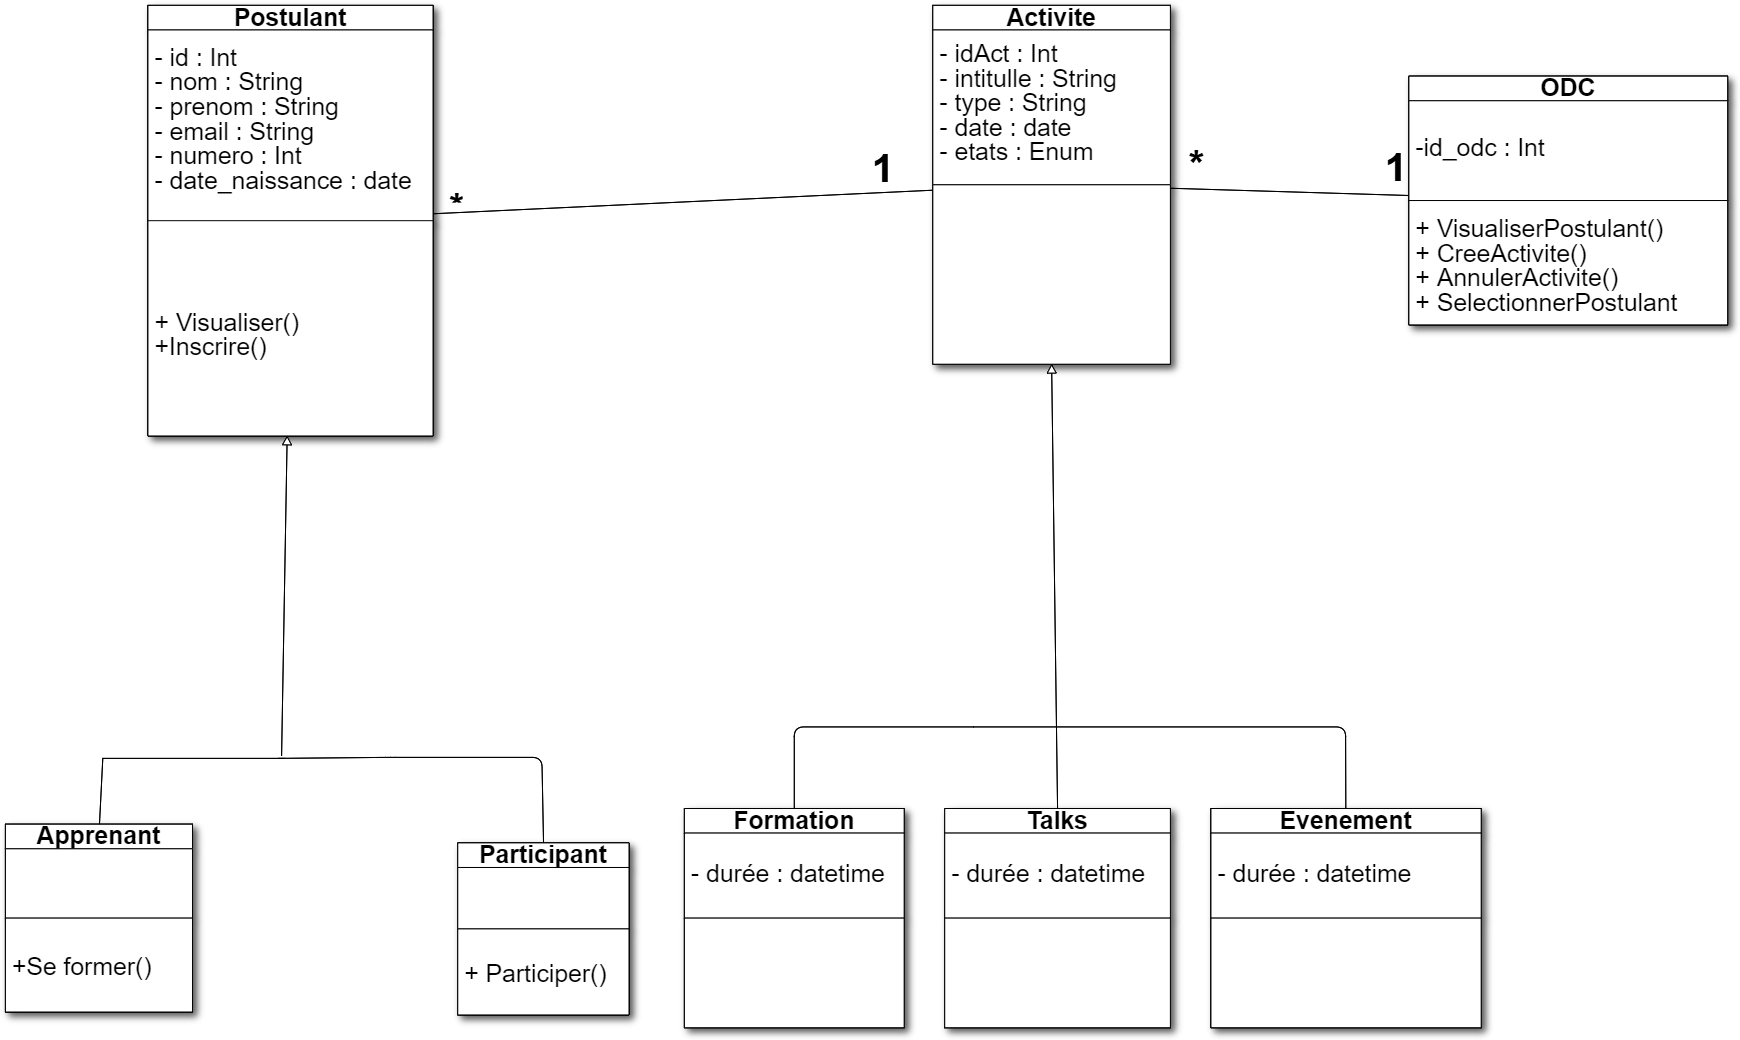 Postulant
- id : Int
- nom : String
- prenom : String
- email : String
- numero : Int
- date_naissance : date
+ Visualiser()
+Inscrire()
*
1
Activite
- idAct : Int
- intitulle : String
- type : String
- date : date
- etats : Enum
*
1
ODC
-id_odc : Int
+ VisualiserPostulant()
+ CreeActivite()
+ AnnulerActivite()
+ SelectionnerPostulant
Apprenant
+Se former()
Participant
+ Participer()
Formation
- durée : datetime
Talks
- durée : datetime
Evenement
- durée : datetime